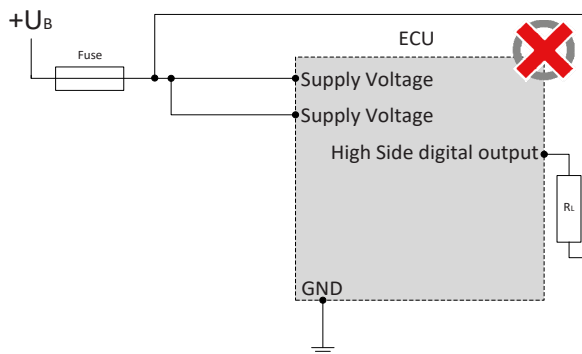 +UB
Fuse
ECU
Supply Voltage
Supply Voltage
High Side digital output
RL
GND